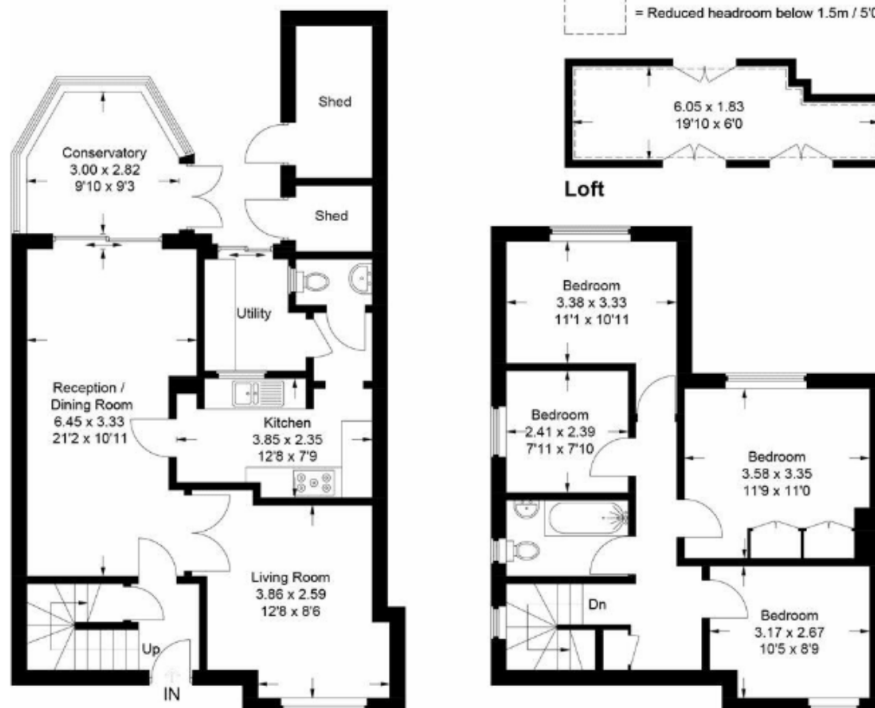 = Reduced headroom below 1.5m / 5'0
6.05 x 1.83
19'10 x 6'0
Loft
Shed
Conservatory
3.00 x 2.82
9'10 x 9'3
Shed
Utility
Reception /
Dining Room
6.45 x 3.33
21'2 x 10'11
Kitchen
3.85 x 2.35
12'8 x 7'9
Living Room
3.86 x 2.59
12'8 x 8'6
Up
IN
Bedroom
3.38 x 3.33
11'1 x 10'11
Bedroom
2.41 x 2.39
7'11 x 7'10
Bedroom
3.58 x 3.35
11'9 x 11'0
Dn
Bedroom
3.17 x 2.67
10'5 x 8'9